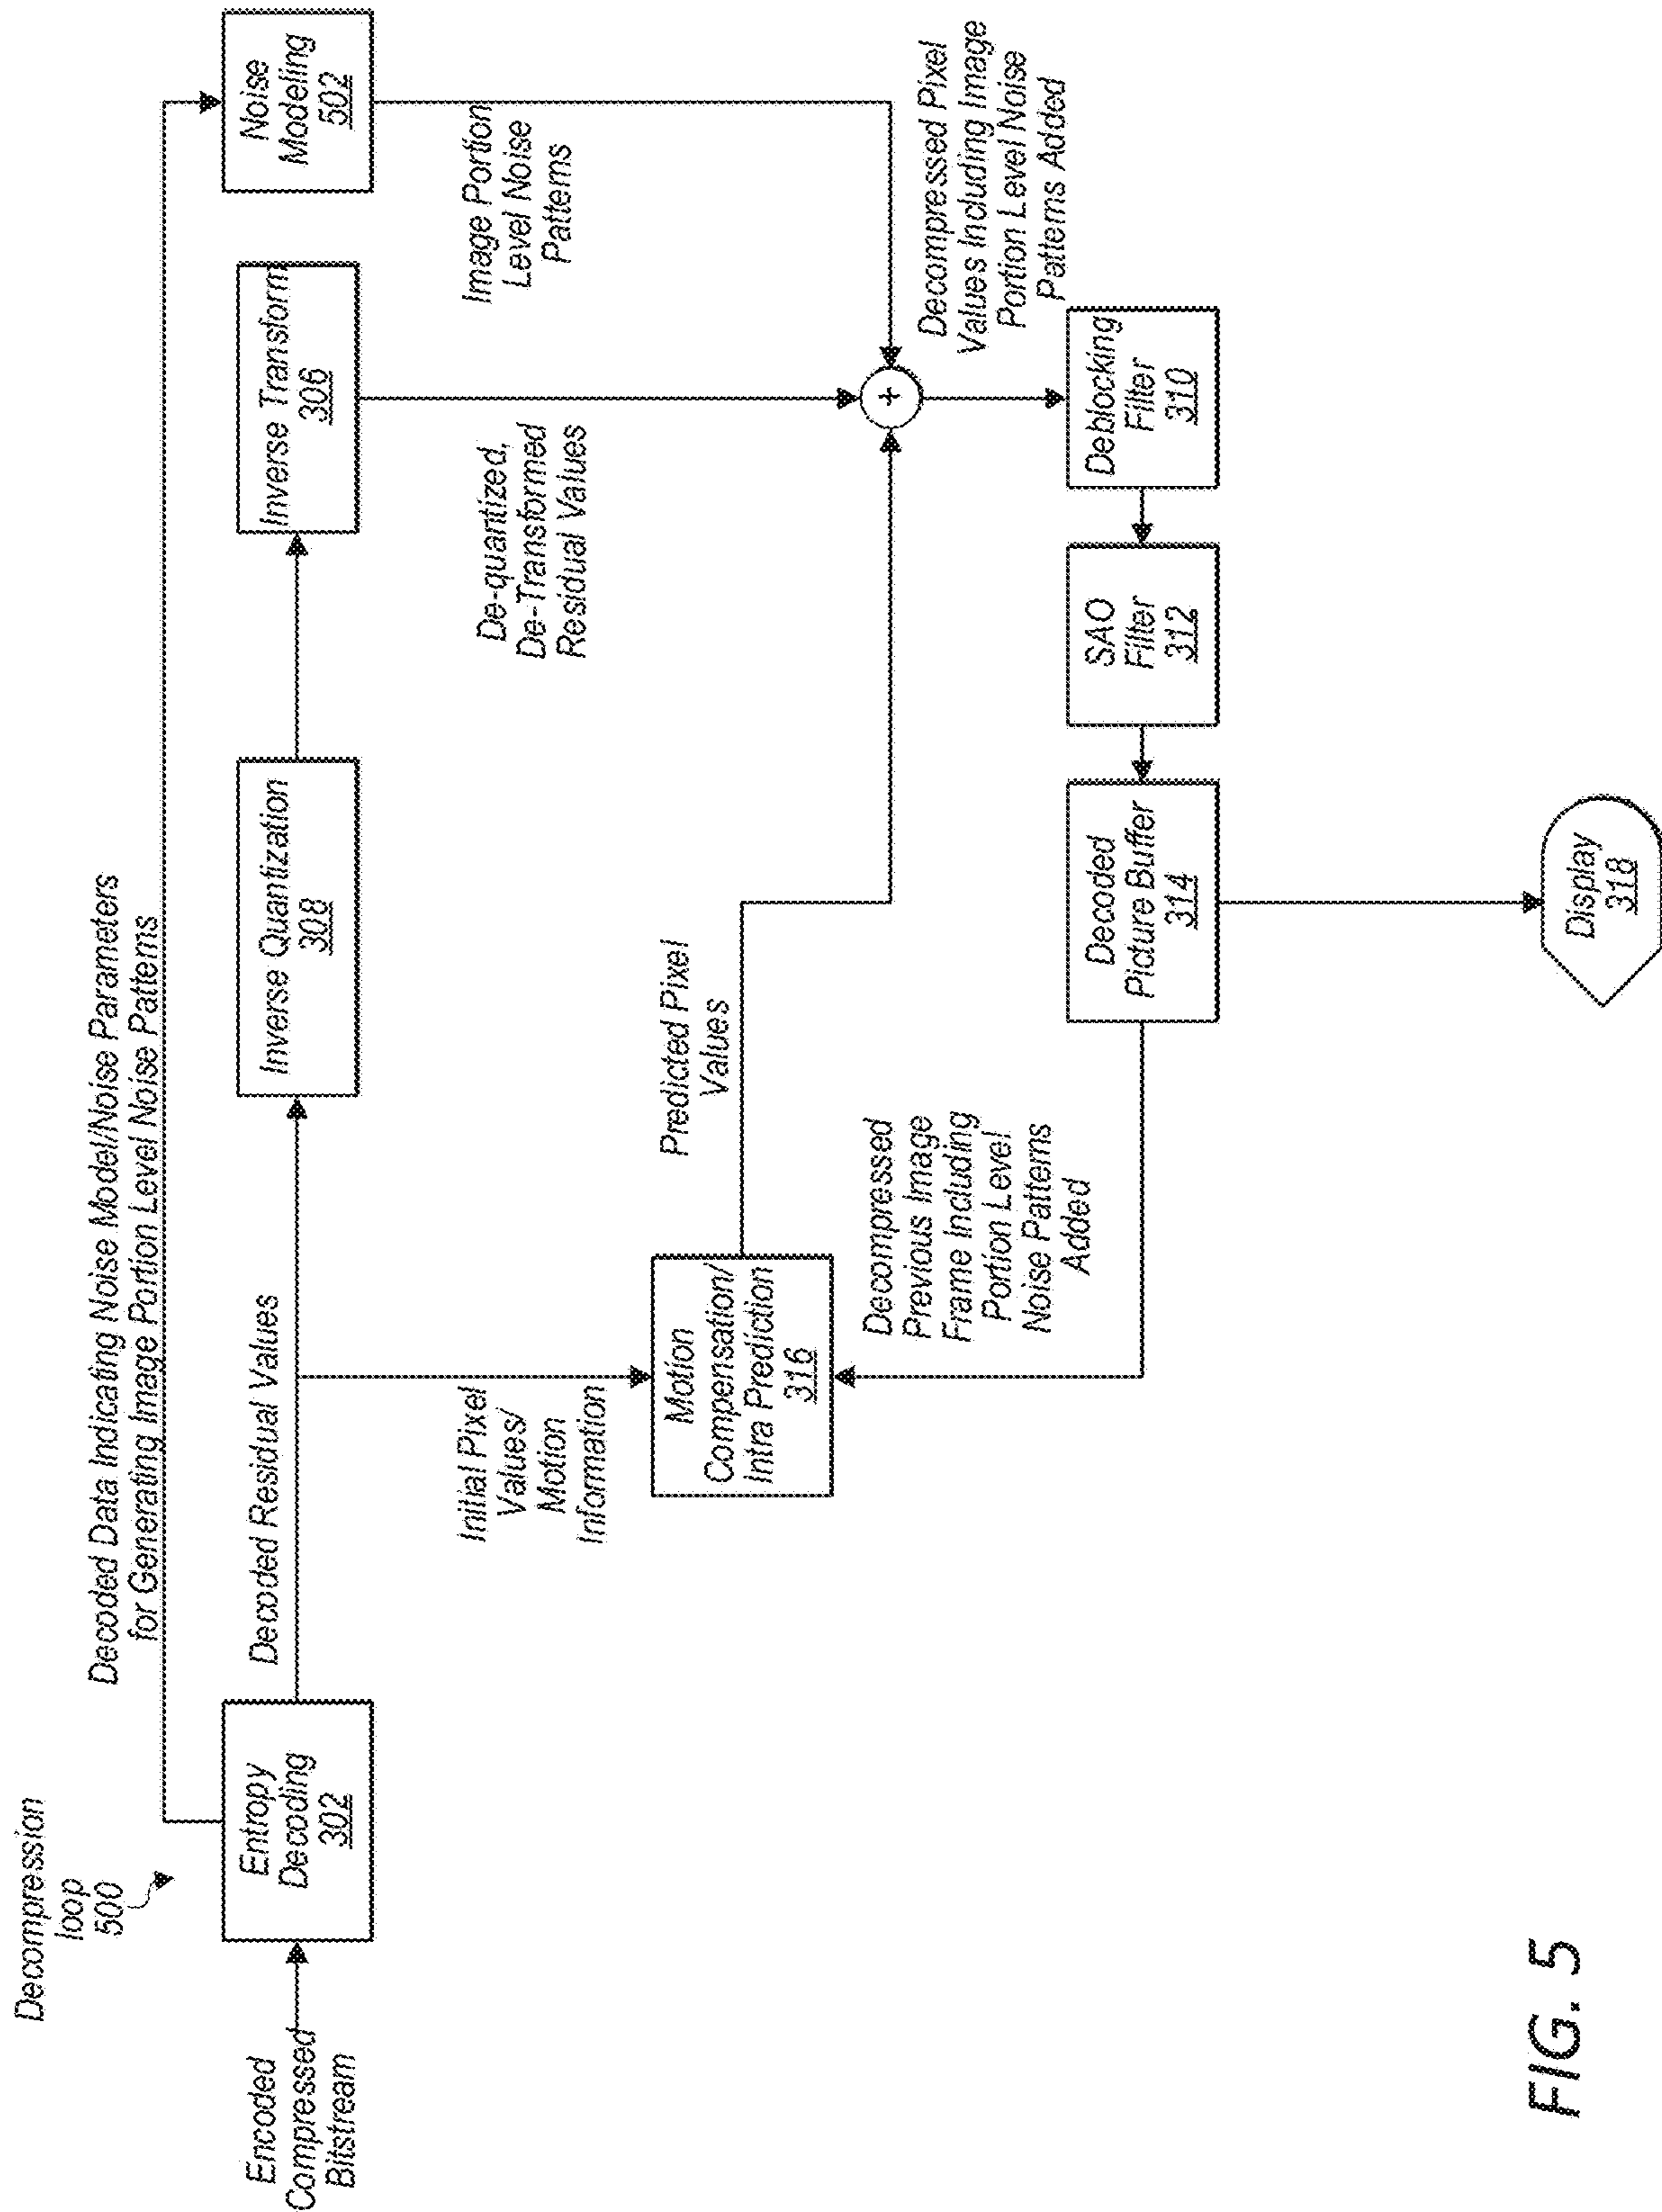 Decompression
loop
500
Decoded Data Indicating Noise Model/Noise Parameters
for Generating Image Portion Level Noise Patterns
Encoded
Compressed
Bitstream
Entropy
Decoding
302
Decoded Residual Values
Inverse Quantization
308
Inverse Transform
306
Noise
Modeling
502
Initial Pixel
Values/
Motion
Information
De-quantized,
De-Transformed
Residual Values
Image Portion
Level Noise
Patterns
Motion
Compensation/
Intra Prediction
316
Predicted Pixel
Values
+
Decompressed Pixel
Values Including Image
Portion Level Noise
Patterns Added
Decompressed
Previous Image
Frame Including
Portion Level
Noise Patterns
Added
Decoded
Picture Buffer
314
SAO
Filter
312
Deblocking
Filter
310
Display
318
FIG. 5